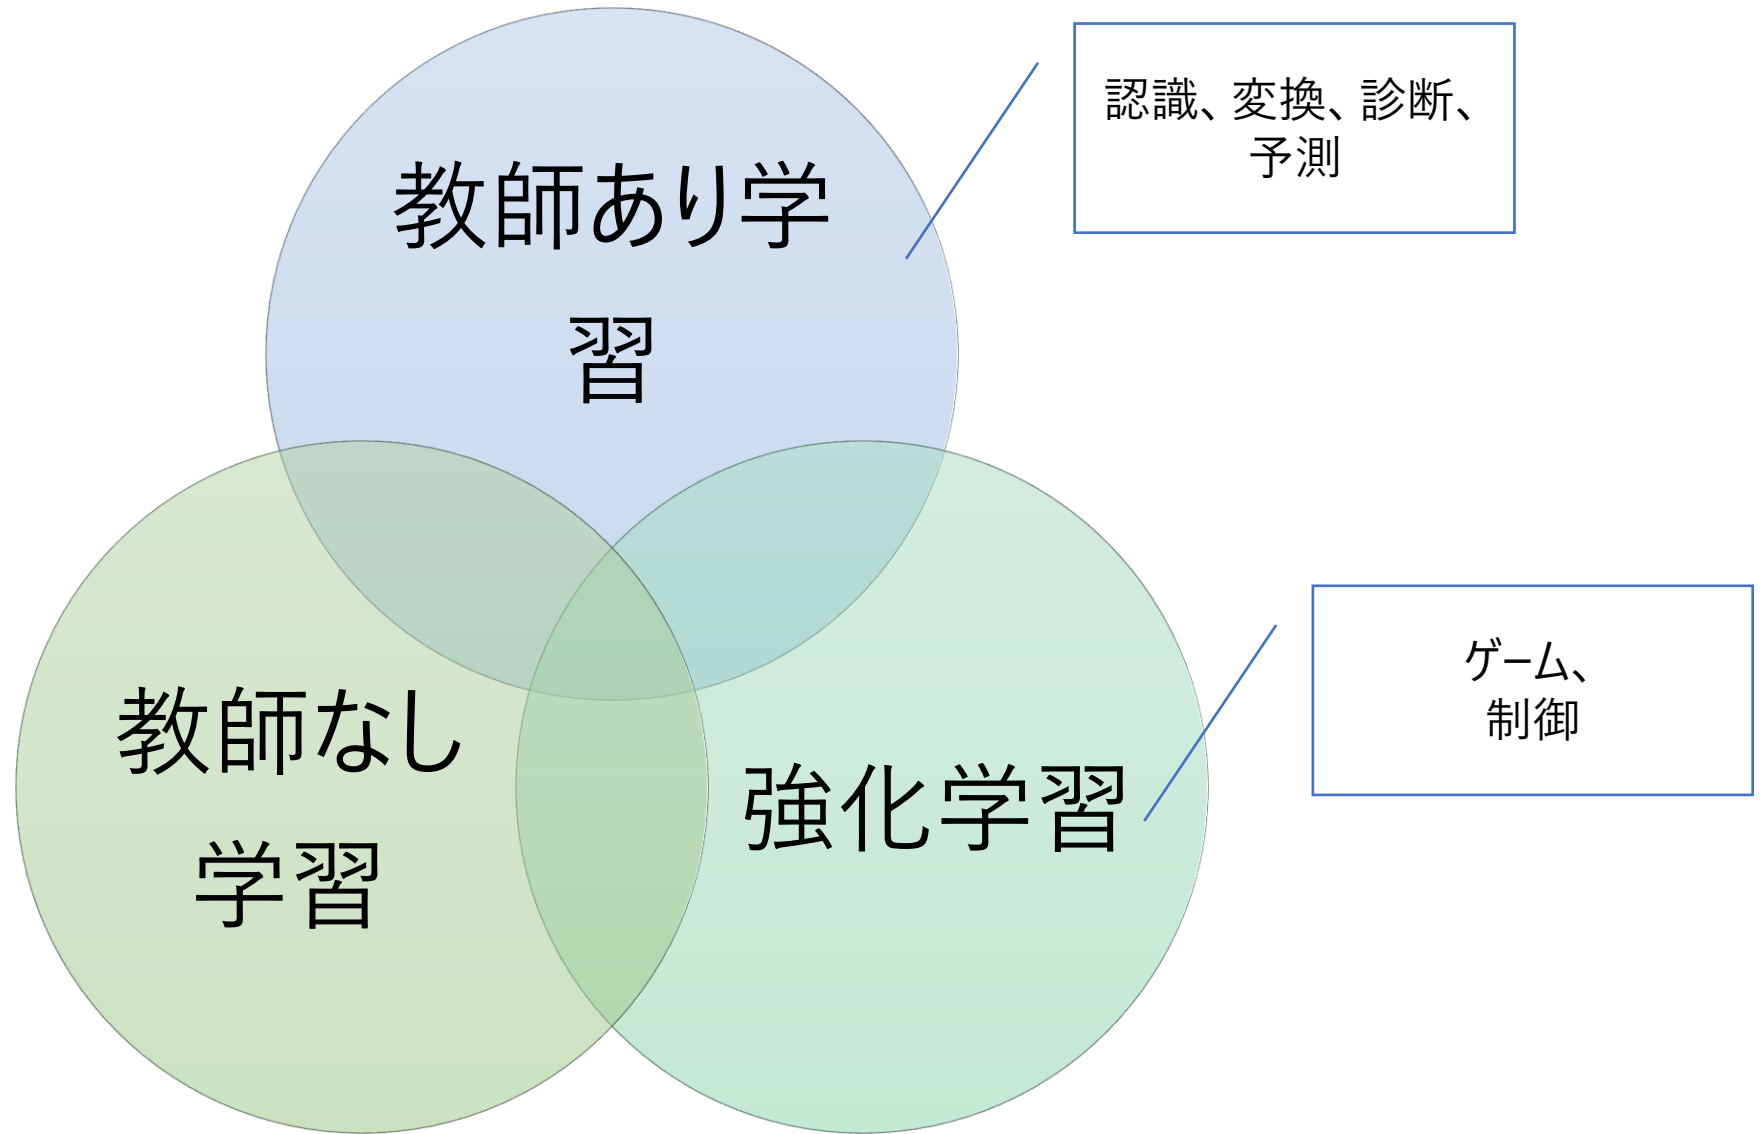 教師あり学
習
認識、変換、診断、
予測
教師なし
学習
強化学習
ゲーム、
制御